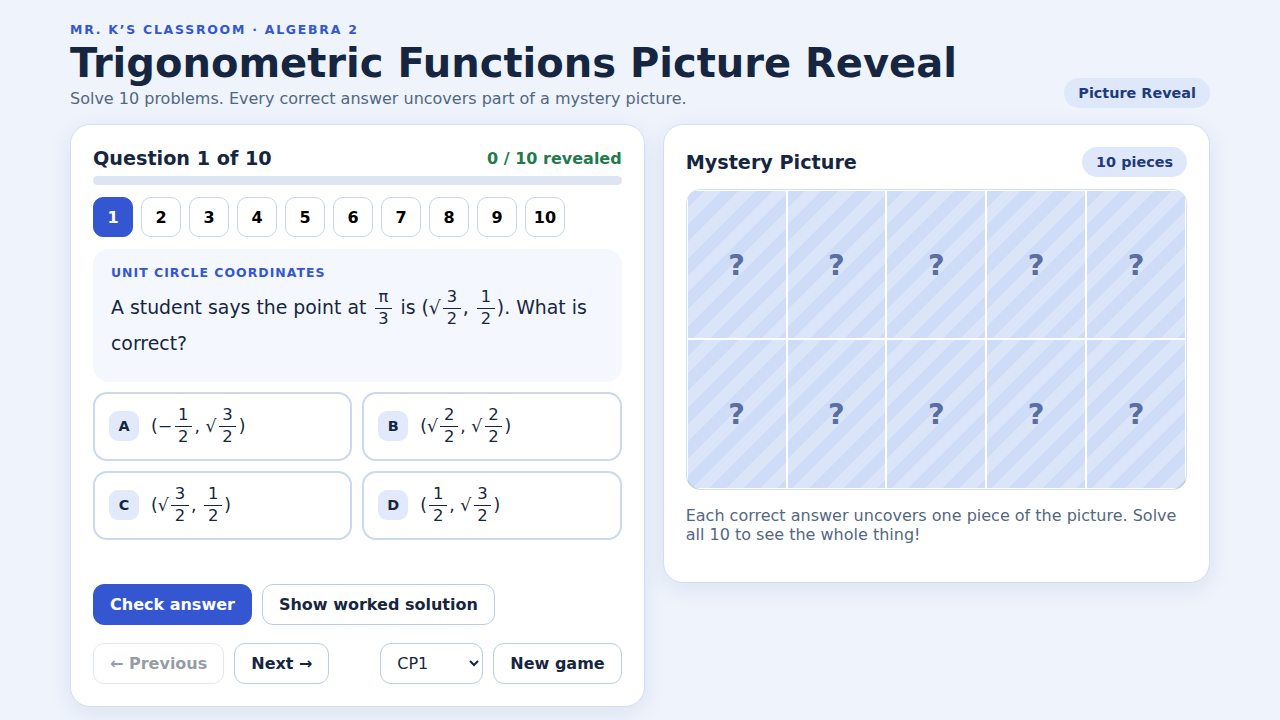 MR. K’S CLASSROOM · ALGEBRA 2
Trigonometric Functions Picture Reveal
Solve 10 problems. Every correct answer uncovers part of a mystery picture.
Picture Reveal
Question 1 of 10
0 / 10 revealed
1 2 3 4 5 6 7 8 9 10
UNIT CIRCLE COORDINATES
A student says the point at π/3 is (√3/2, 1/2). What is
correct?
A (−1/2, √3/2)
B (√2/2, √2/2)
C (√3/2, 1/2)
D (1/2, √3/2)
Check answer
Show worked solution
← Previous
Next →
CP1
New game
Mystery Picture
10 pieces
? ? ? ? ?
? ? ? ? ?
Each correct answer uncovers one piece of the picture. Solve
all 10 to see the whole thing!